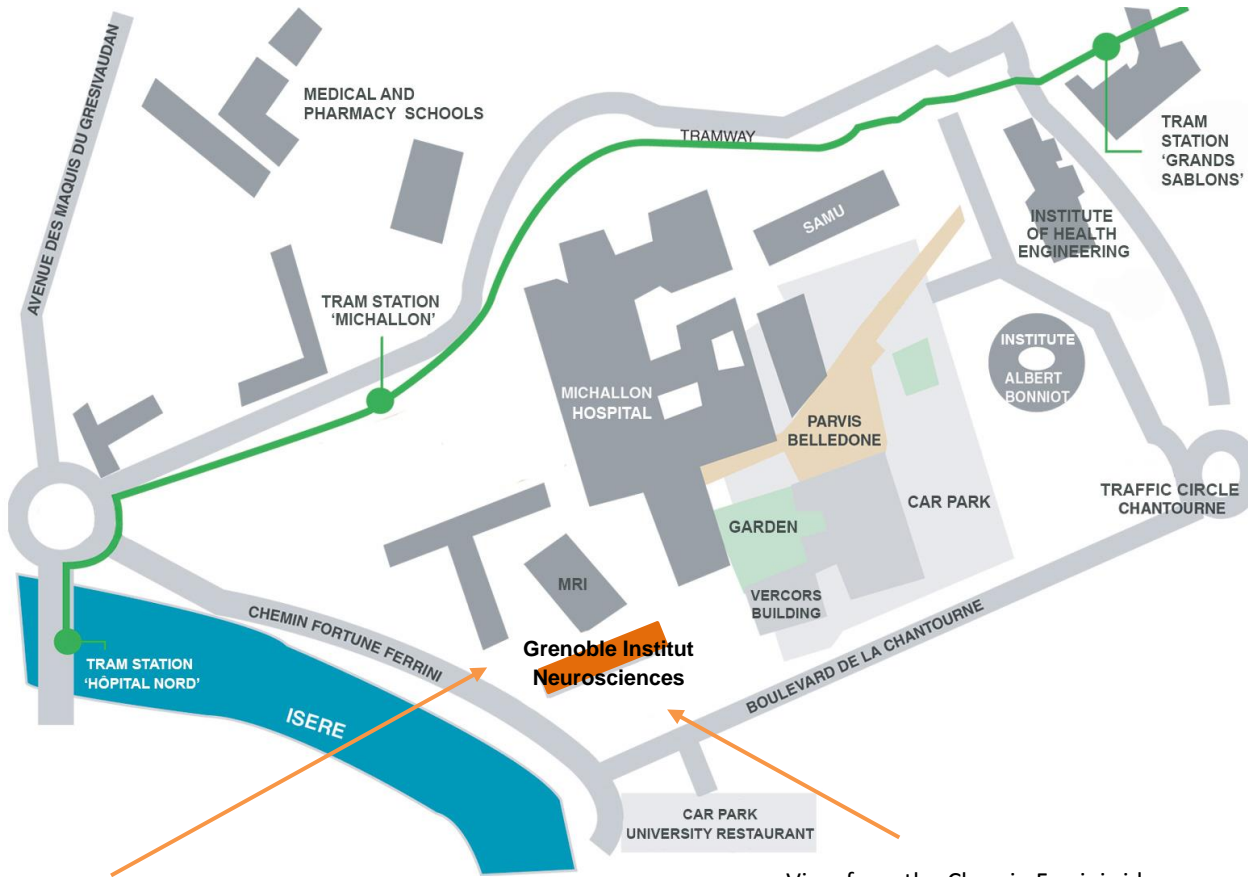 AVENUE DES MAQUIS DU GRESIVAUDAN
MEDICAL AND
PHARMACY SCHOOLS
TRAMWAY
TRAM
STATION
‘GRANDS
SABLONS’
SAMU
INSTITUTE
OF HEALTH
ENGINEERING
TRAM STATION
‘MICHALLON’
INSTITUTE
ALBERT
BONNIOT
MICHALLON
HOSPITAL
PARVIS
BELLEDONE
TRAFFIC CIRCLE
CHANTOURNE
CAR PARK
GARDEN
MRI
VERCORS
BUILDING
CHEMIN FORTUNE FERRINI
Grenoble Institut
Neurosciences
TRAM STATION
‘HÔPITAL NORD’
BOULEVARD DE LA CHANTOURNE
ISERE
CAR PARK
UNIVERSITY RESTAURANT